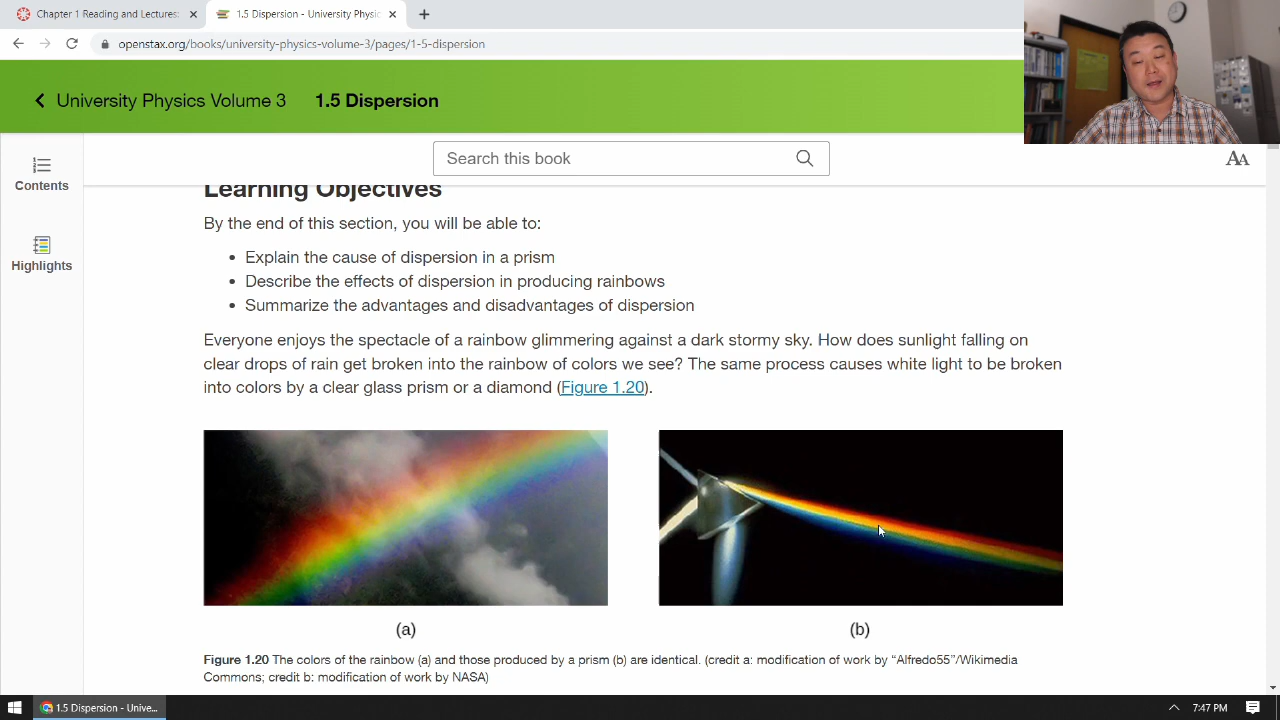 Chapter 1 Reading and Lectures:
1.5 Dispersion - University Physic
openstax.org/books/university-physics-volume-3/pages/1-5-dispersion
University Physics Volume 3 1.5 Dispersion
Search this book
AA
Contents
Highlights
Learning Objectives
By the end of this section, you will be able to:
• Explain the cause of dispersion in a prism
• Describe the effects of dispersion in producing rainbows
• Summarize the advantages and disadvantages of dispersion
Everyone enjoys the spectacle of a rainbow glimmering against a dark stormy sky. How does sunlight falling on
clear drops of rain get broken into the rainbow of colors we see? The same process causes white light to be broken
into colors by a clear glass prism or a diamond (Figure 1.20).
(a) (b)
Figure 1.20 The colors of the rainbow (a) and those produced by a prism (b) are identical. (credit a: modification of work by “Alfredo55”/Wikimedia
Commons; credit b: modification of work by NASA)
1.5 Dispersion - Unive...
7:47 PM